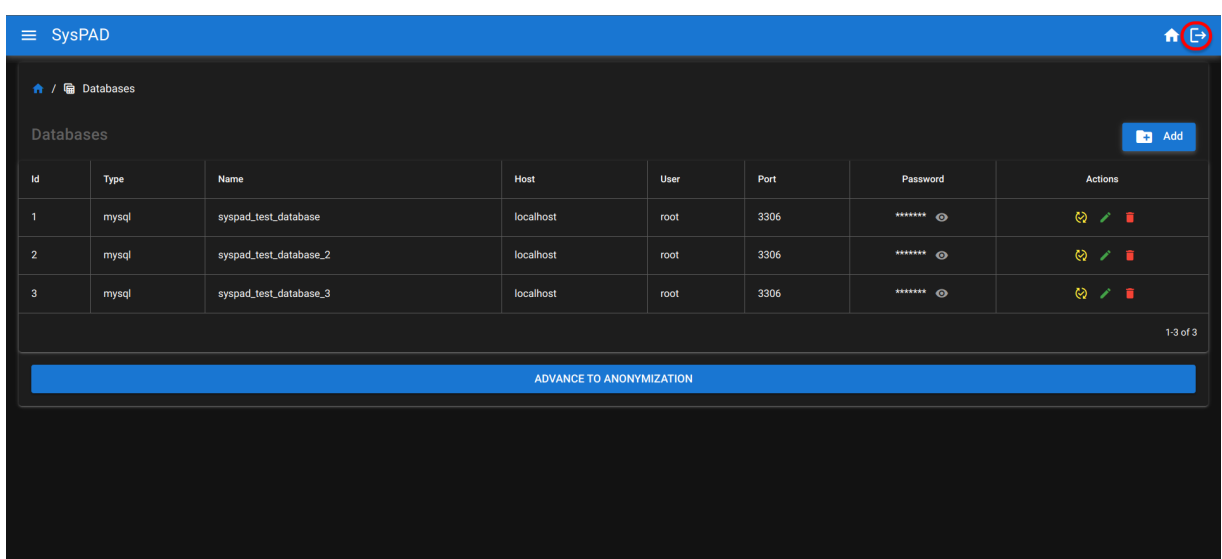 SysPAD
/ Databases
Databases
Add
Id Type Name Host User Port Password Actions
1 mysql syspad_test_database localhost root 3306 *******
2 mysql syspad_test_database_2 localhost root 3306 *******
3 mysql syspad_test_database_3 localhost root 3306 *******
1-3 of 3
ADVANCE TO ANONYMIZATION